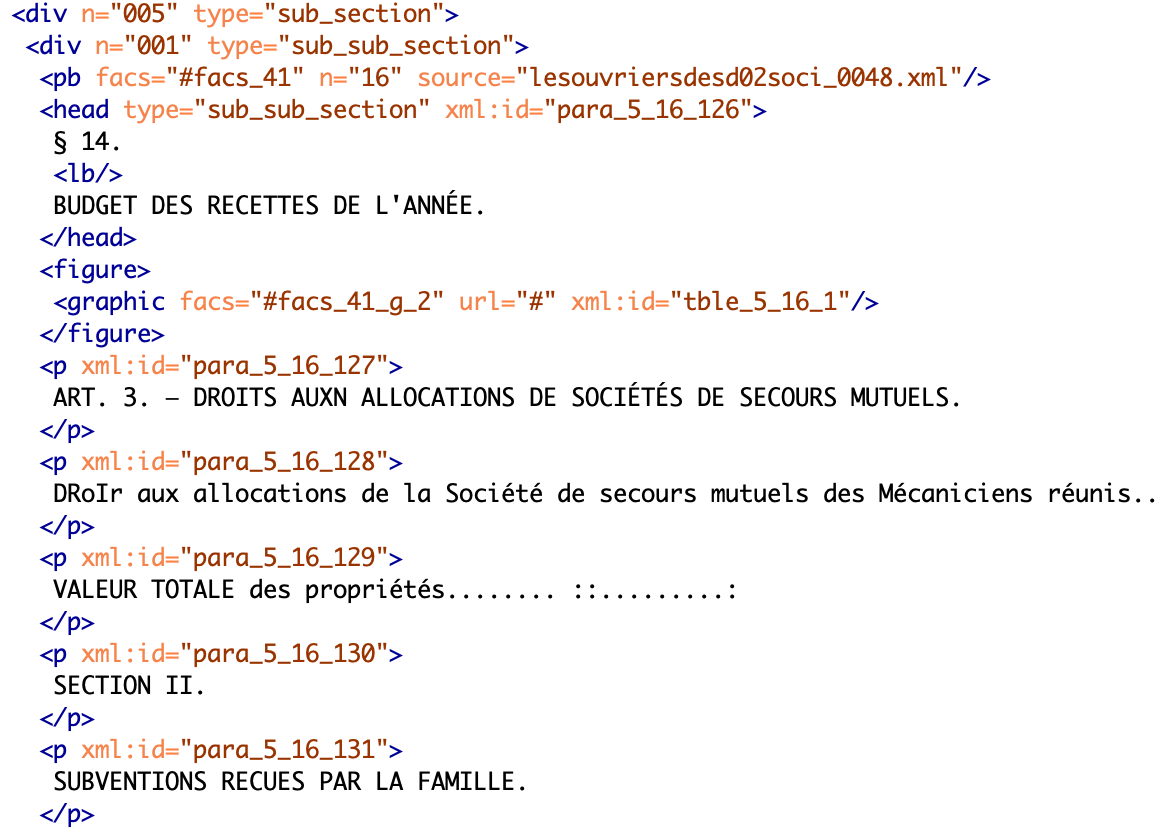 <div n="005" type="sub_section">
<div n="001" type="sub_sub_section">
<pb facs="#facs_41" n="16" source="lesouvriersdesd02soci_0048.xml"/>
<head type="sub_sub_section" xml:id="para_5_16_126">
§ 14.
<lb/>
BUDGET DES RECETTES DE L'ANNÉE.
</head>
<figure>
<graphic facs="#facs_41_g_2" url="#" xml:id="tble_5_16_1"/>
</figure>
<p xml:id="para_5_16_127">
ART. 3. — DROITS AUXN ALLOCATIONS DE SOCIÉTÉS DE SECOURS MUTUELS.
</p>
<p xml:id="para_5_16_128">
DRoIr aux allocations de la Société de secours mutuels des Mécaniciens réunis..
</p>
<p xml:id="para_5_16_129">
VALEUR TOTALE des propriétés........ ::.........:
</p>
<p xml:id="para_5_16_130">
SECTION II.
</p>
<p xml:id="para_5_16_131">
SUBVENTIONS RECUES PAR LA FAMILLE.
</p>